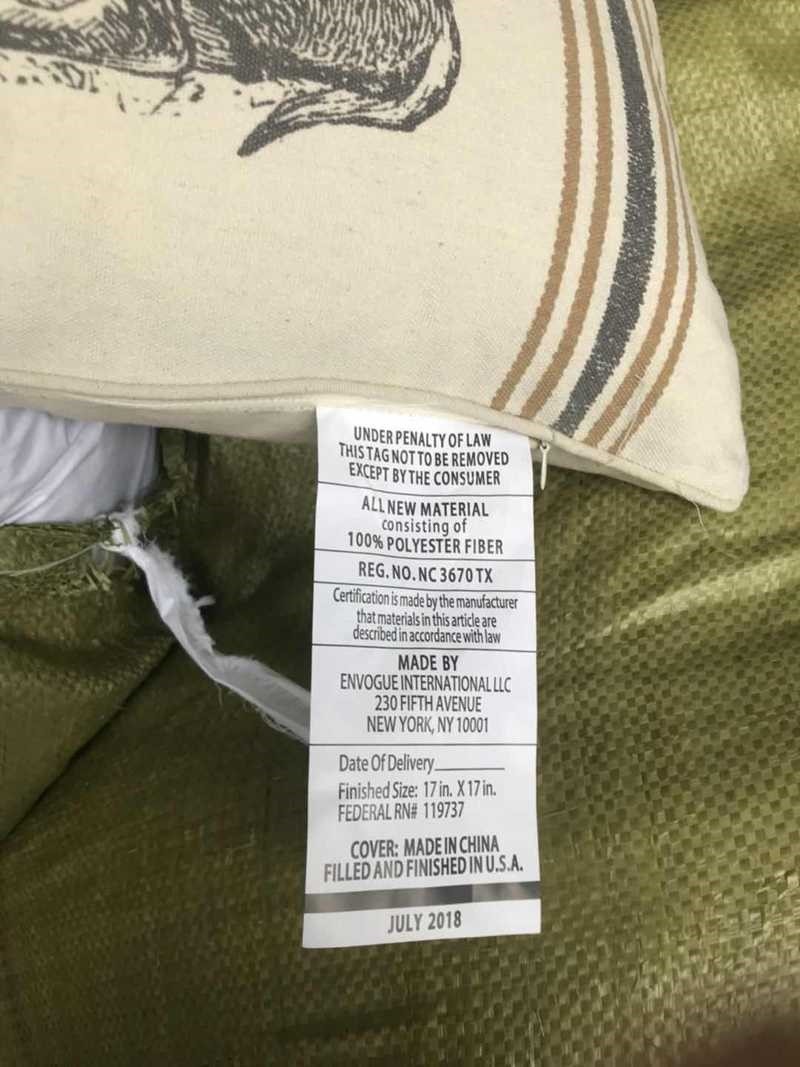 UNDER PENALTY OF LAW
THIS TAG NOT TO BE REMOVED
EXCEPT BY THE CONSUMER
ALL NEW MATERIAL
consisting of
100% POLYESTER FIBER
REG. NO. NC 3670 TX
Certification is made by the manufacturer
that materials in this article are
described in accordance with law
MADE BY
ENVOGUE INTERNATIONAL LLC
230 FIFTH AVENUE
NEW YORK, NY 10001
Date Of Delivery
Finished Size: 17 in. X 17 in.
FEDERAL RN# 119737
COVER: MADE IN CHINA
FILLED AND FINISHED IN U.S.A.
JULY 2018